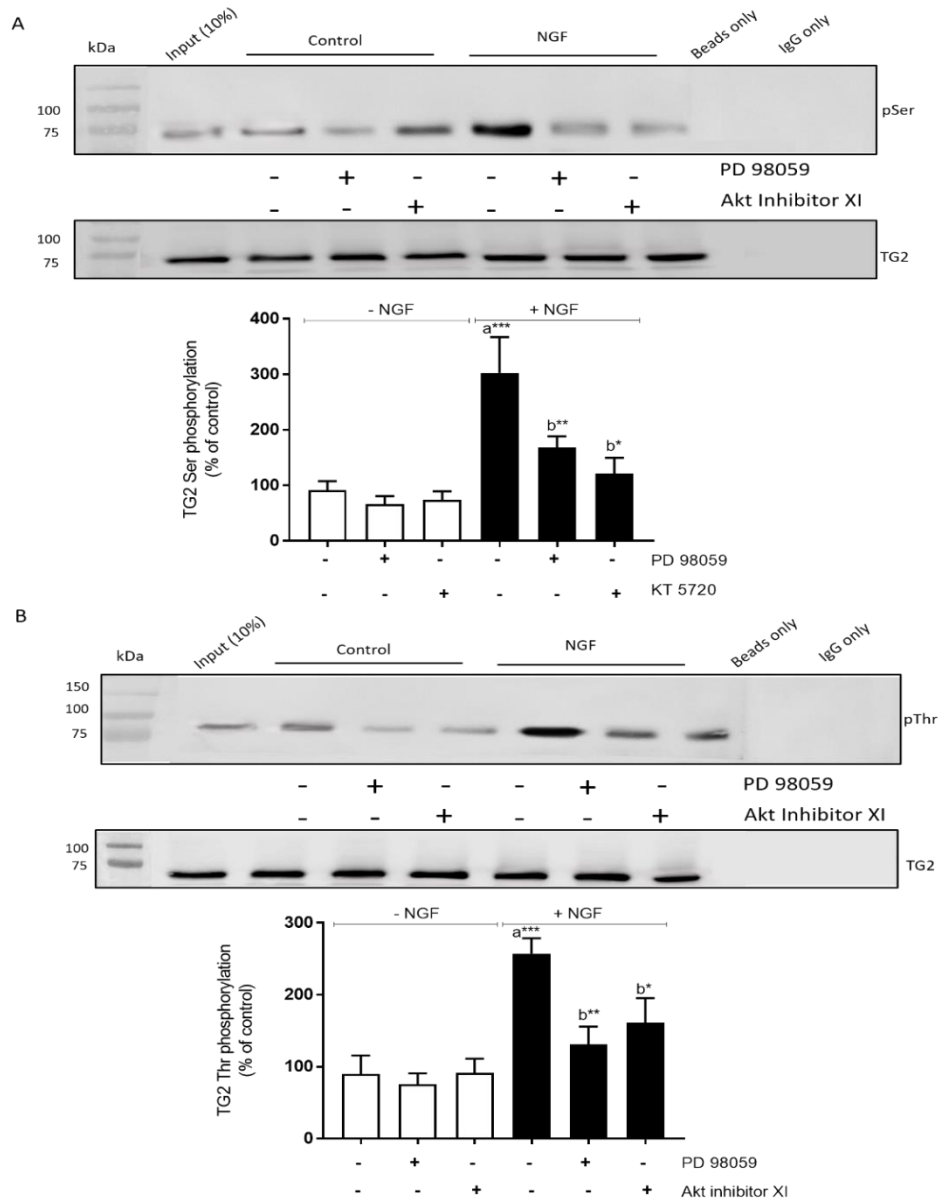 A
kDa Input (10%) Control NGF Beads only IgG only
100
75
pSer
- + - - + - PD 98059
- - + - - + Akt Inhibitor XI
100
75
TG2
- NGF + NGF
TG2 Ser phosphorylation
(% of control)
400
300
200
100
0
a***
b**
b*
- + - - + - PD 98059
- - + - - + KT 5720
B
kDa Input (10%) Control NGF Beads only IgG only
150
100
75
pThr
- + - - + - PD 98059
- - + - - + Akt Inhibitor XI
100
75
TG2
- NGF + NGF
TG2 Thr phosphorylation
(% of control)
300
200
100
0
a***
b**
b*
- + - - + - PD 98059
- - + - - + Akt inhibitor XI